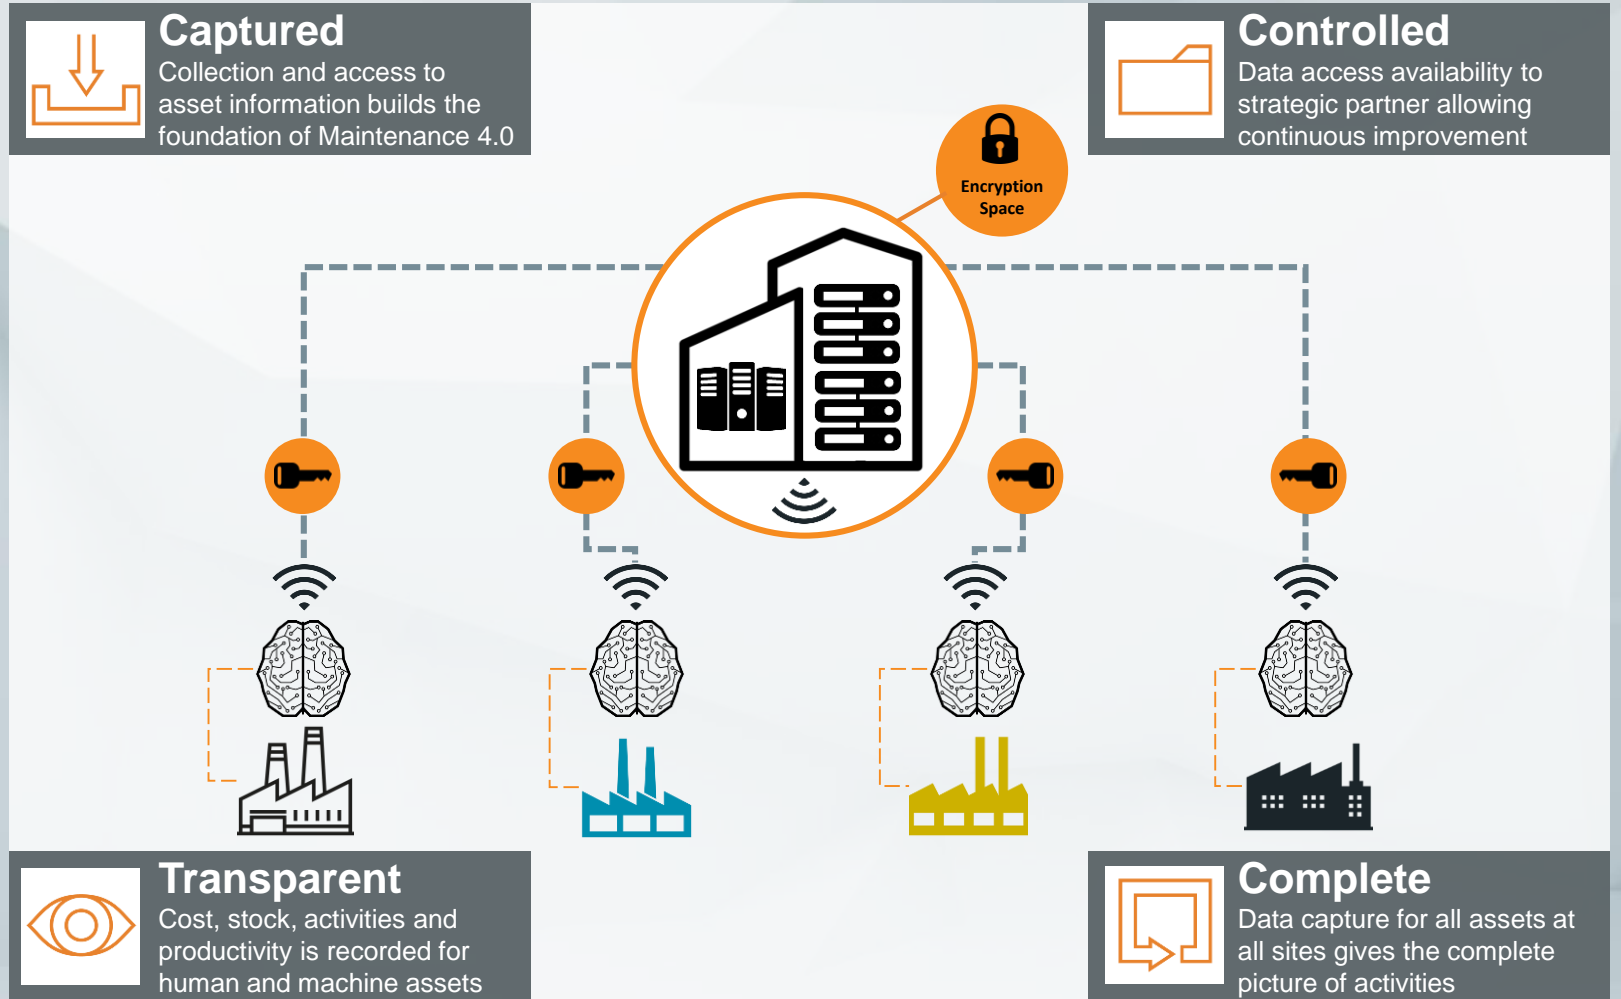 Captured
Collection and access to
asset information builds the
foundation of Maintenance 4.0
Controlled
Data access availability to
strategic partner allowing
continuous improvement
Encryption
Space
Transparent
Cost, stock, activities and
productivity is recorded for
human and machine assets
Complete
Data capture for all assets at
all sites gives the complete
picture of activities